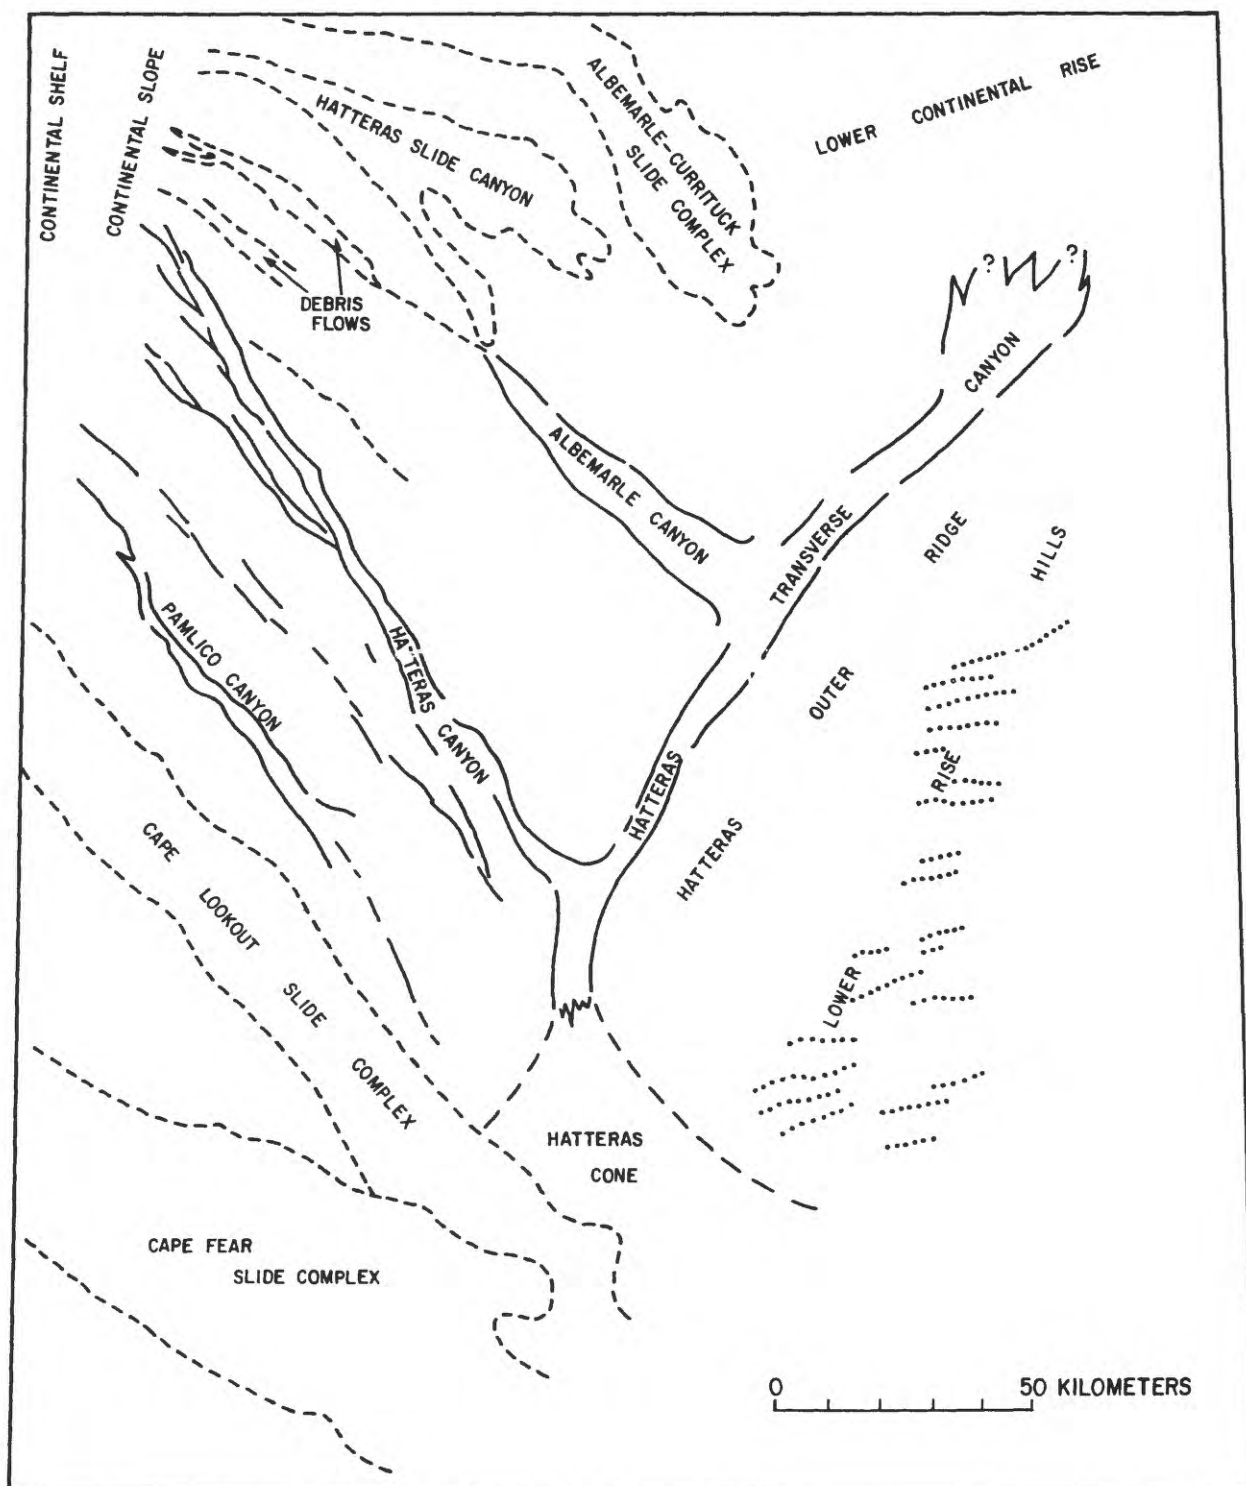 CONTINENTAL SHELF
CONTINENTAL SLOPE
HATTERAS SLIDE CANYON
ALBEMARLE-CURRITUCK
SLIDE COMPLEX
LOWER CONTINENTAL RISE
DEBRIS
FLOWS
? ?
ALBEMARLE CANYON
HATTERAS TRANSVERSE CANYON
PAMLICO CANYON
HATTERAS CANYON
HATTERAS OUTER RIDGE
LOWER RISE HILLS
CAPE LOOKOUT SLIDE COMPLEX
HATTERAS
CONE
CAPE FEAR
SLIDE COMPLEX
0 50 KILOMETERS